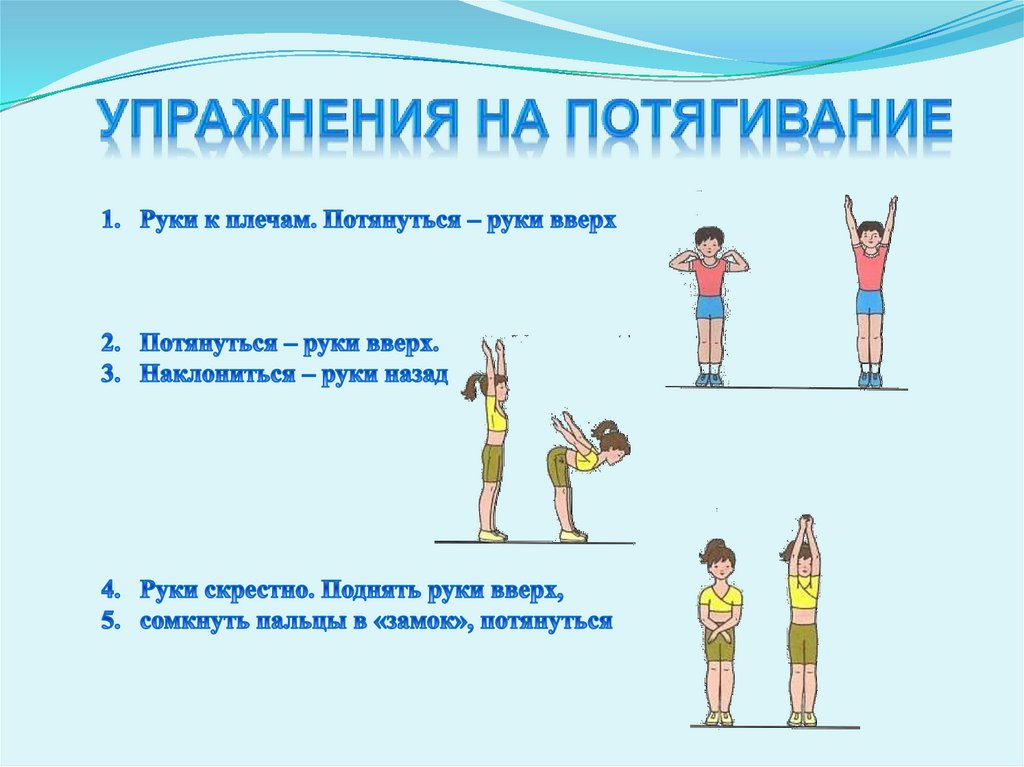 УПРАЖНЕНИЯ НА ПОТЯГИВАНИЕ
1. Руки к плечам. Потянуться – руки вверх
2. Потянуться – руки вверх.
3. Наклониться – руки назад
4. Руки скрестно. Поднять руки вверх,
5. сомкнуть пальцы в «замок», потянуться